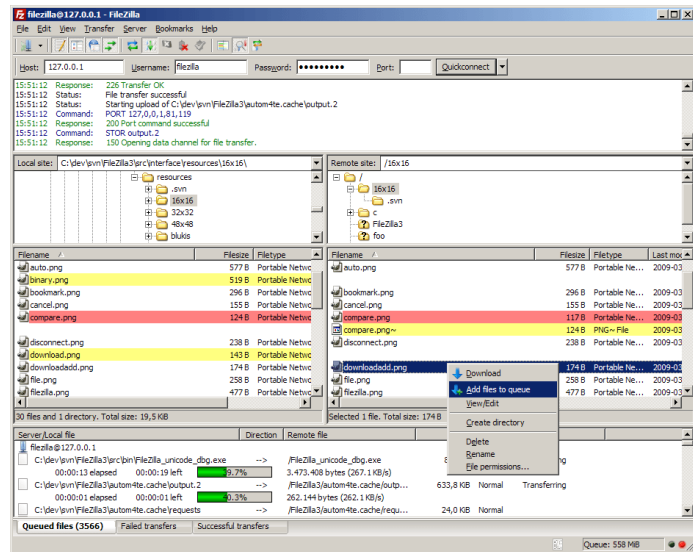 filezilla@127.0.0.1 - FileZilla
File Edit View Transfer Server Bookmarks Help
Host: 127.0.0.1 Username: filezilla Password: ●●●●●●●●● Port: Quickconnect
15:51:12 Response: 226 Transfer OK
15:51:12 Status: File transfer successful
15:51:12 Status: Starting upload of C:\dev\svn\FileZilla3\autom4te.cache\output.2
15:51:12 Command: PORT 127,0,0,1,81,119
15:51:12 Response: 200 Port command successful
15:51:12 Command: STOR output.2
15:51:12 Response: 150 Opening data channel for file transfer.
Local site: C:\dev\svn\FileZilla3\src\interface\resources\16x16\
resources
.svn
16x16
32x32
48x48
blukis
Remote site: /16x16
/
16x16
.svn
c
FileZilla3
foo
Filename Filesize Filetype
auto.png 577 B Portable Netwo
binary.png 519 B Portable Netwo
bookmark.png 296 B Portable Netwo
cancel.png 155 B Portable Netwo
compare.png 124 B Portable Netwo
disconnect.png 238 B Portable Netwo
download.png 143 B Portable Netwo
downloadadd.png 174 B Portable Netwo
file.png 258 B Portable Netwo
filezilla.png 477 B Portable Netwo
30 files and 1 directory. Total size: 19,5 KiB
Filename Filesize Filetype Last mod
auto.png 577 B Portable Ne... 2009-03
bookmark.png 296 B Portable Ne... 2009-03
cancel.png 155 B Portable Ne... 2009-03
compare.png 117 B Portable Ne... 2009-03
compare.png~ 124 B PNG~ File 2009-03
disconnect.png 238 B Portable Ne... 2009-03
downloadadd.png 174 B Portable Ne... 2009-03
file.png 258 B Portable Ne... 2009-03
filezilla.png 477 B Portable Ne... 2009-03
Selected 1 file. Total size: 174 B
Download
Add files to queue
View/Edit
Create directory
Delete
Rename
File permissions...
Server/Local file Direction Remote file
filezilla@127.0.0.1
C:\dev\svn\FileZilla3\src\bin\FileZilla_unicode_dbg.exe --> /FileZilla_unicode_dbg.exe
00:00:13 elapsed 00:00:19 left 9.7% 3.473.408 bytes (267.1 KB/s)
C:\dev\svn\FileZilla3\autom4te.cache\output.2 --> /FileZilla3/autom4te.cache/outp... 633,8 KiB Normal Transferring
00:00:01 elapsed 00:00:01 left 0.3% 262.144 bytes (262.1 KB/s)
C:\dev\svn\FileZilla3\autom4te.cache\requests --> /FileZilla3/autom4te.cache/requ... 24,0 KiB Normal
Queued files (3566) Failed transfers Successful transfers
Queue: 558 MiB